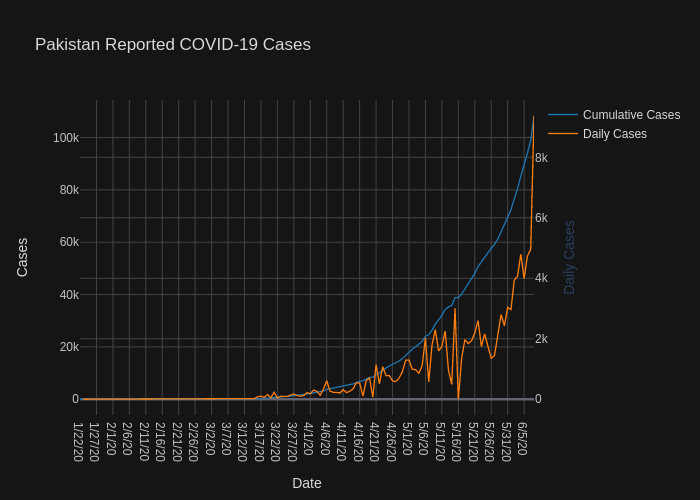 Pakistan Reported COVID-19 Cases
Cumulative Cases
Daily Cases
100k
80k
60k
40k
20k
0
Cases
8k
6k
4k
2k
0
Daily Cases
1/22/20
1/27/20
2/1/20
2/6/20
2/11/20
2/16/20
2/21/20
2/26/20
3/2/20
3/7/20
3/12/20
3/17/20
3/22/20
3/27/20
4/1/20
4/6/20
4/11/20
4/16/20
4/21/20
4/26/20
5/1/20
5/6/20
5/11/20
5/16/20
5/21/20
5/26/20
5/31/20
6/5/20
Date